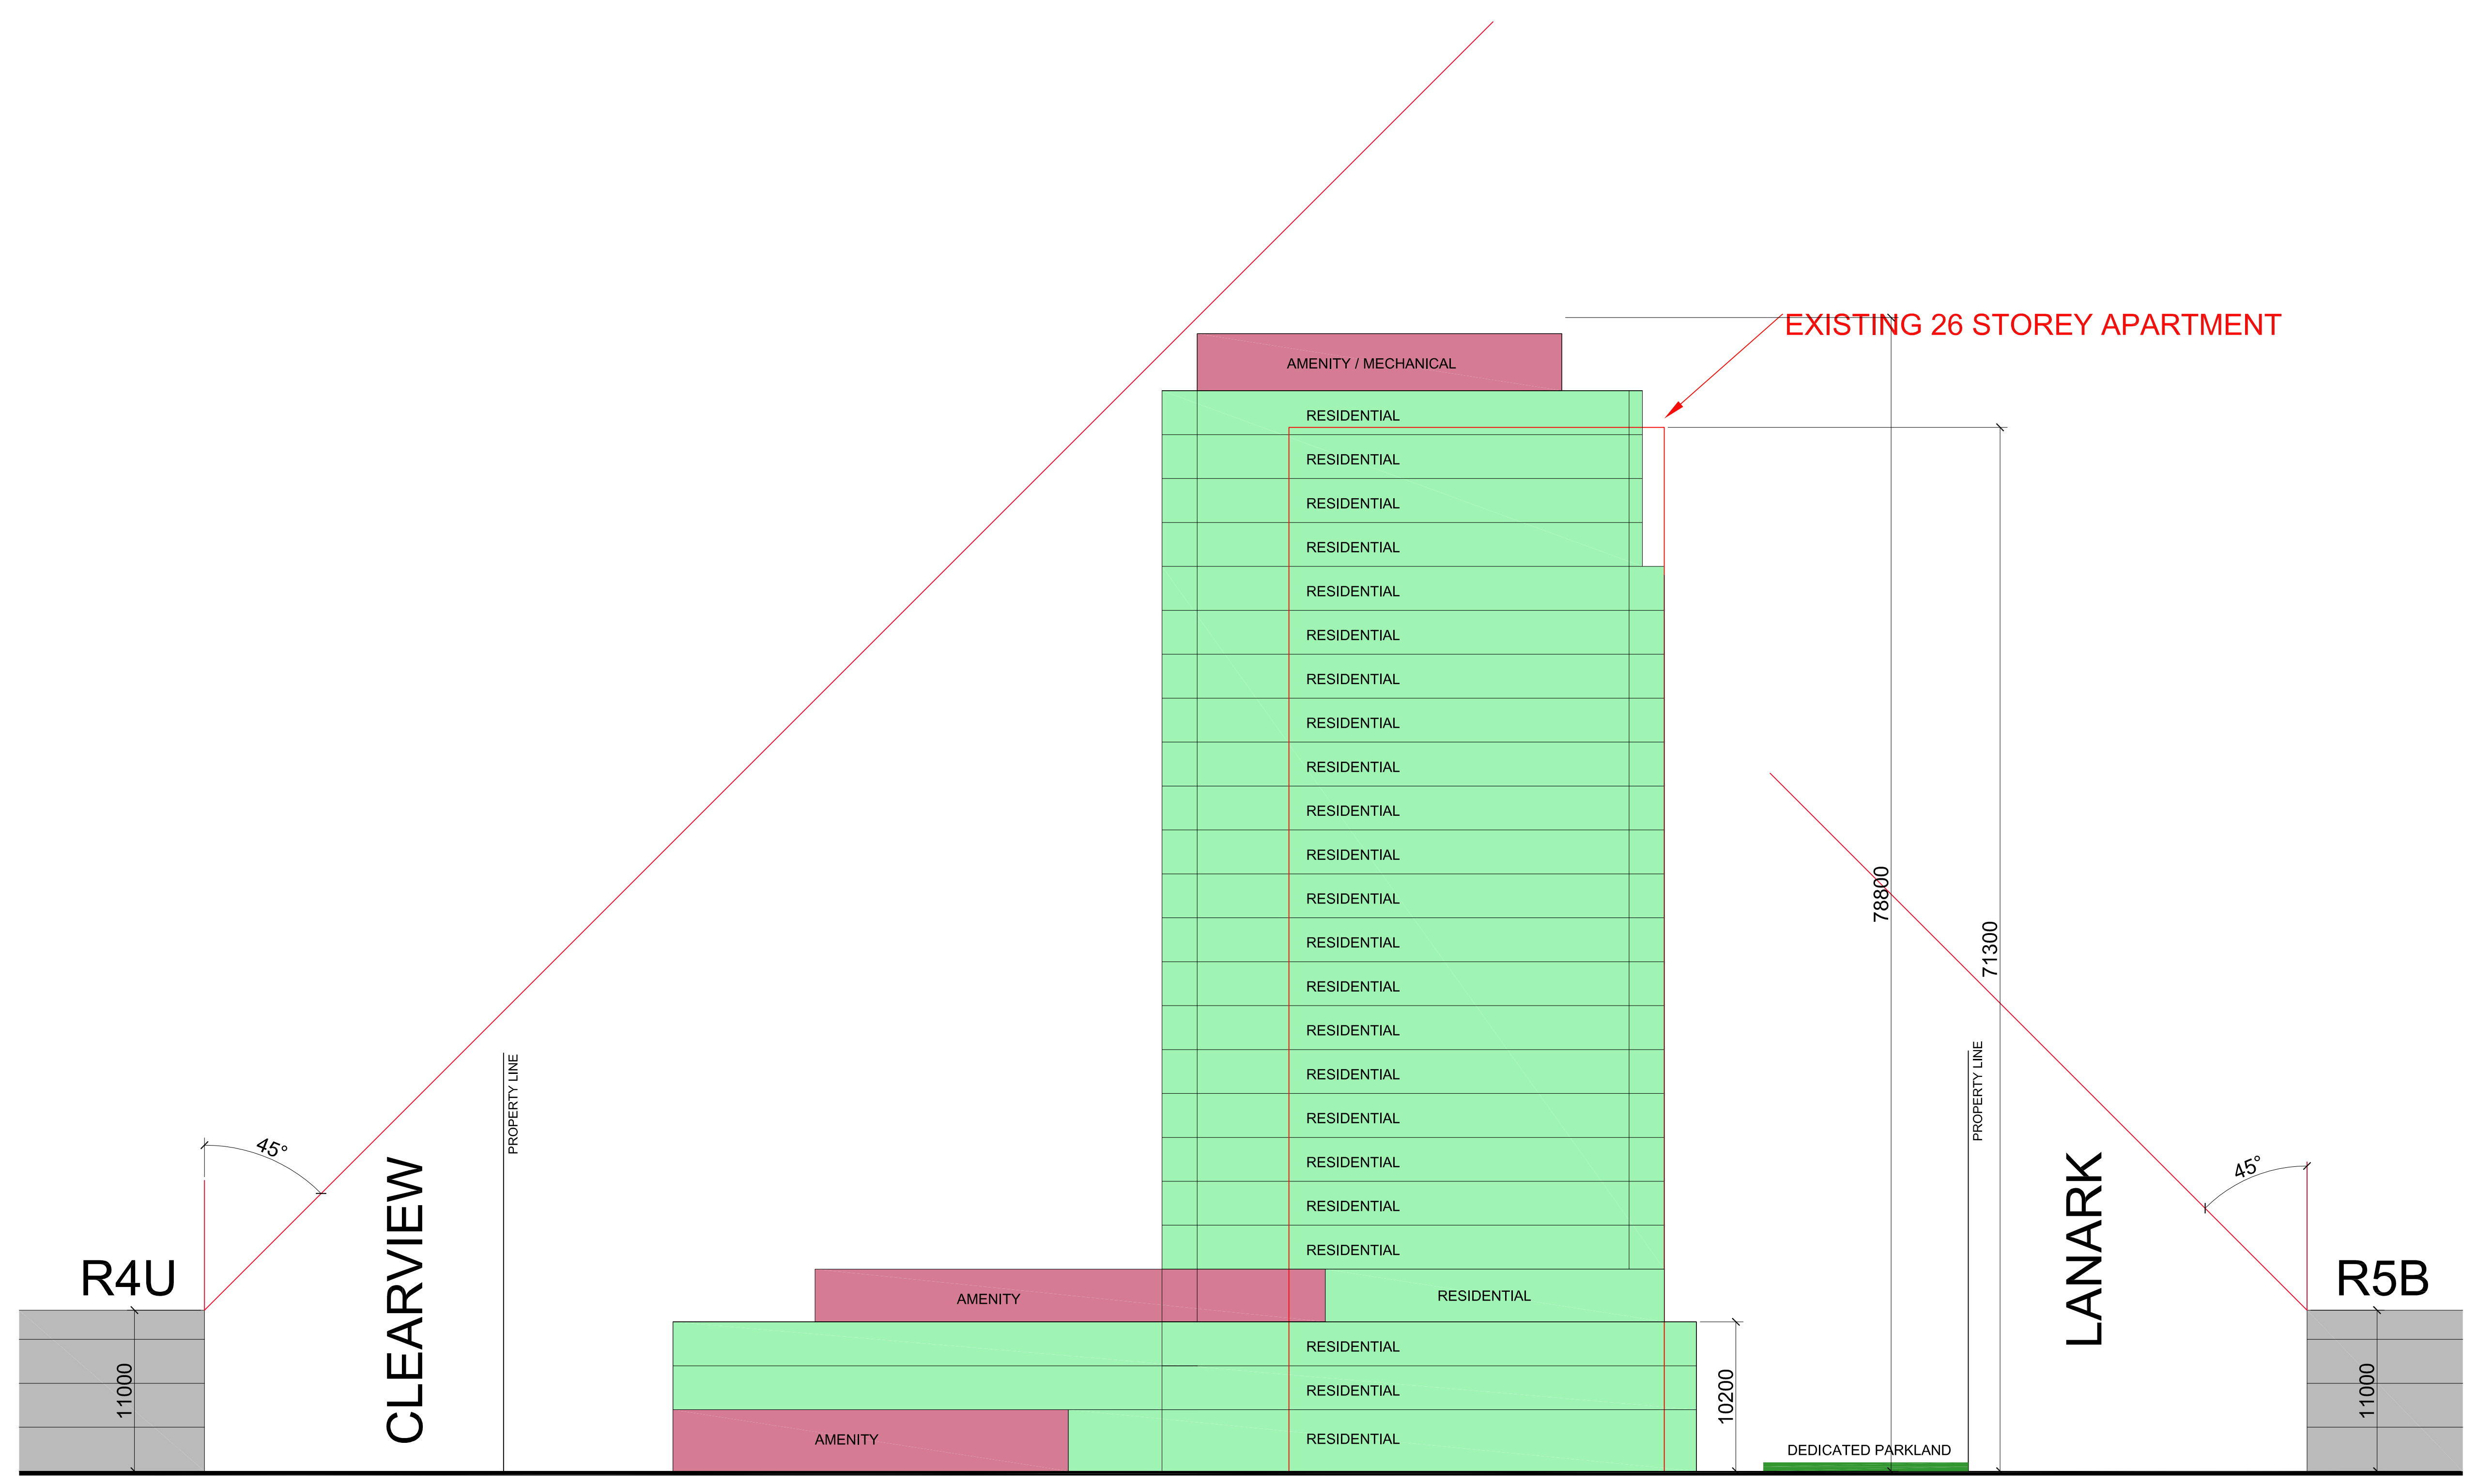 EXISTING 26 STOREY APARTMENT
AMENITY / MECHANICAL
RESIDENTIAL
RESIDENTIAL
RESIDENTIAL
RESIDENTIAL
RESIDENTIAL
RESIDENTIAL
RESIDENTIAL
RESIDENTIAL
RESIDENTIAL
RESIDENTIAL
RESIDENTIAL
RESIDENTIAL
78800
RESIDENTIAL
71300
RESIDENTIAL
RESIDENTIAL
RESIDENTIAL
PROPERTY LINE
PROPERTY LINE
RESIDENTIAL
45°
RESIDENTIAL
45°
RESIDENTIAL
RESIDENTIAL
CLEARVIEW
LANARK
R4U
R5B
AMENITY
RESIDENTIAL
RESIDENTIAL
11000
RESIDENTIAL
10200
11000
AMENITY
RESIDENTIAL
DEDICATED PARKLAND